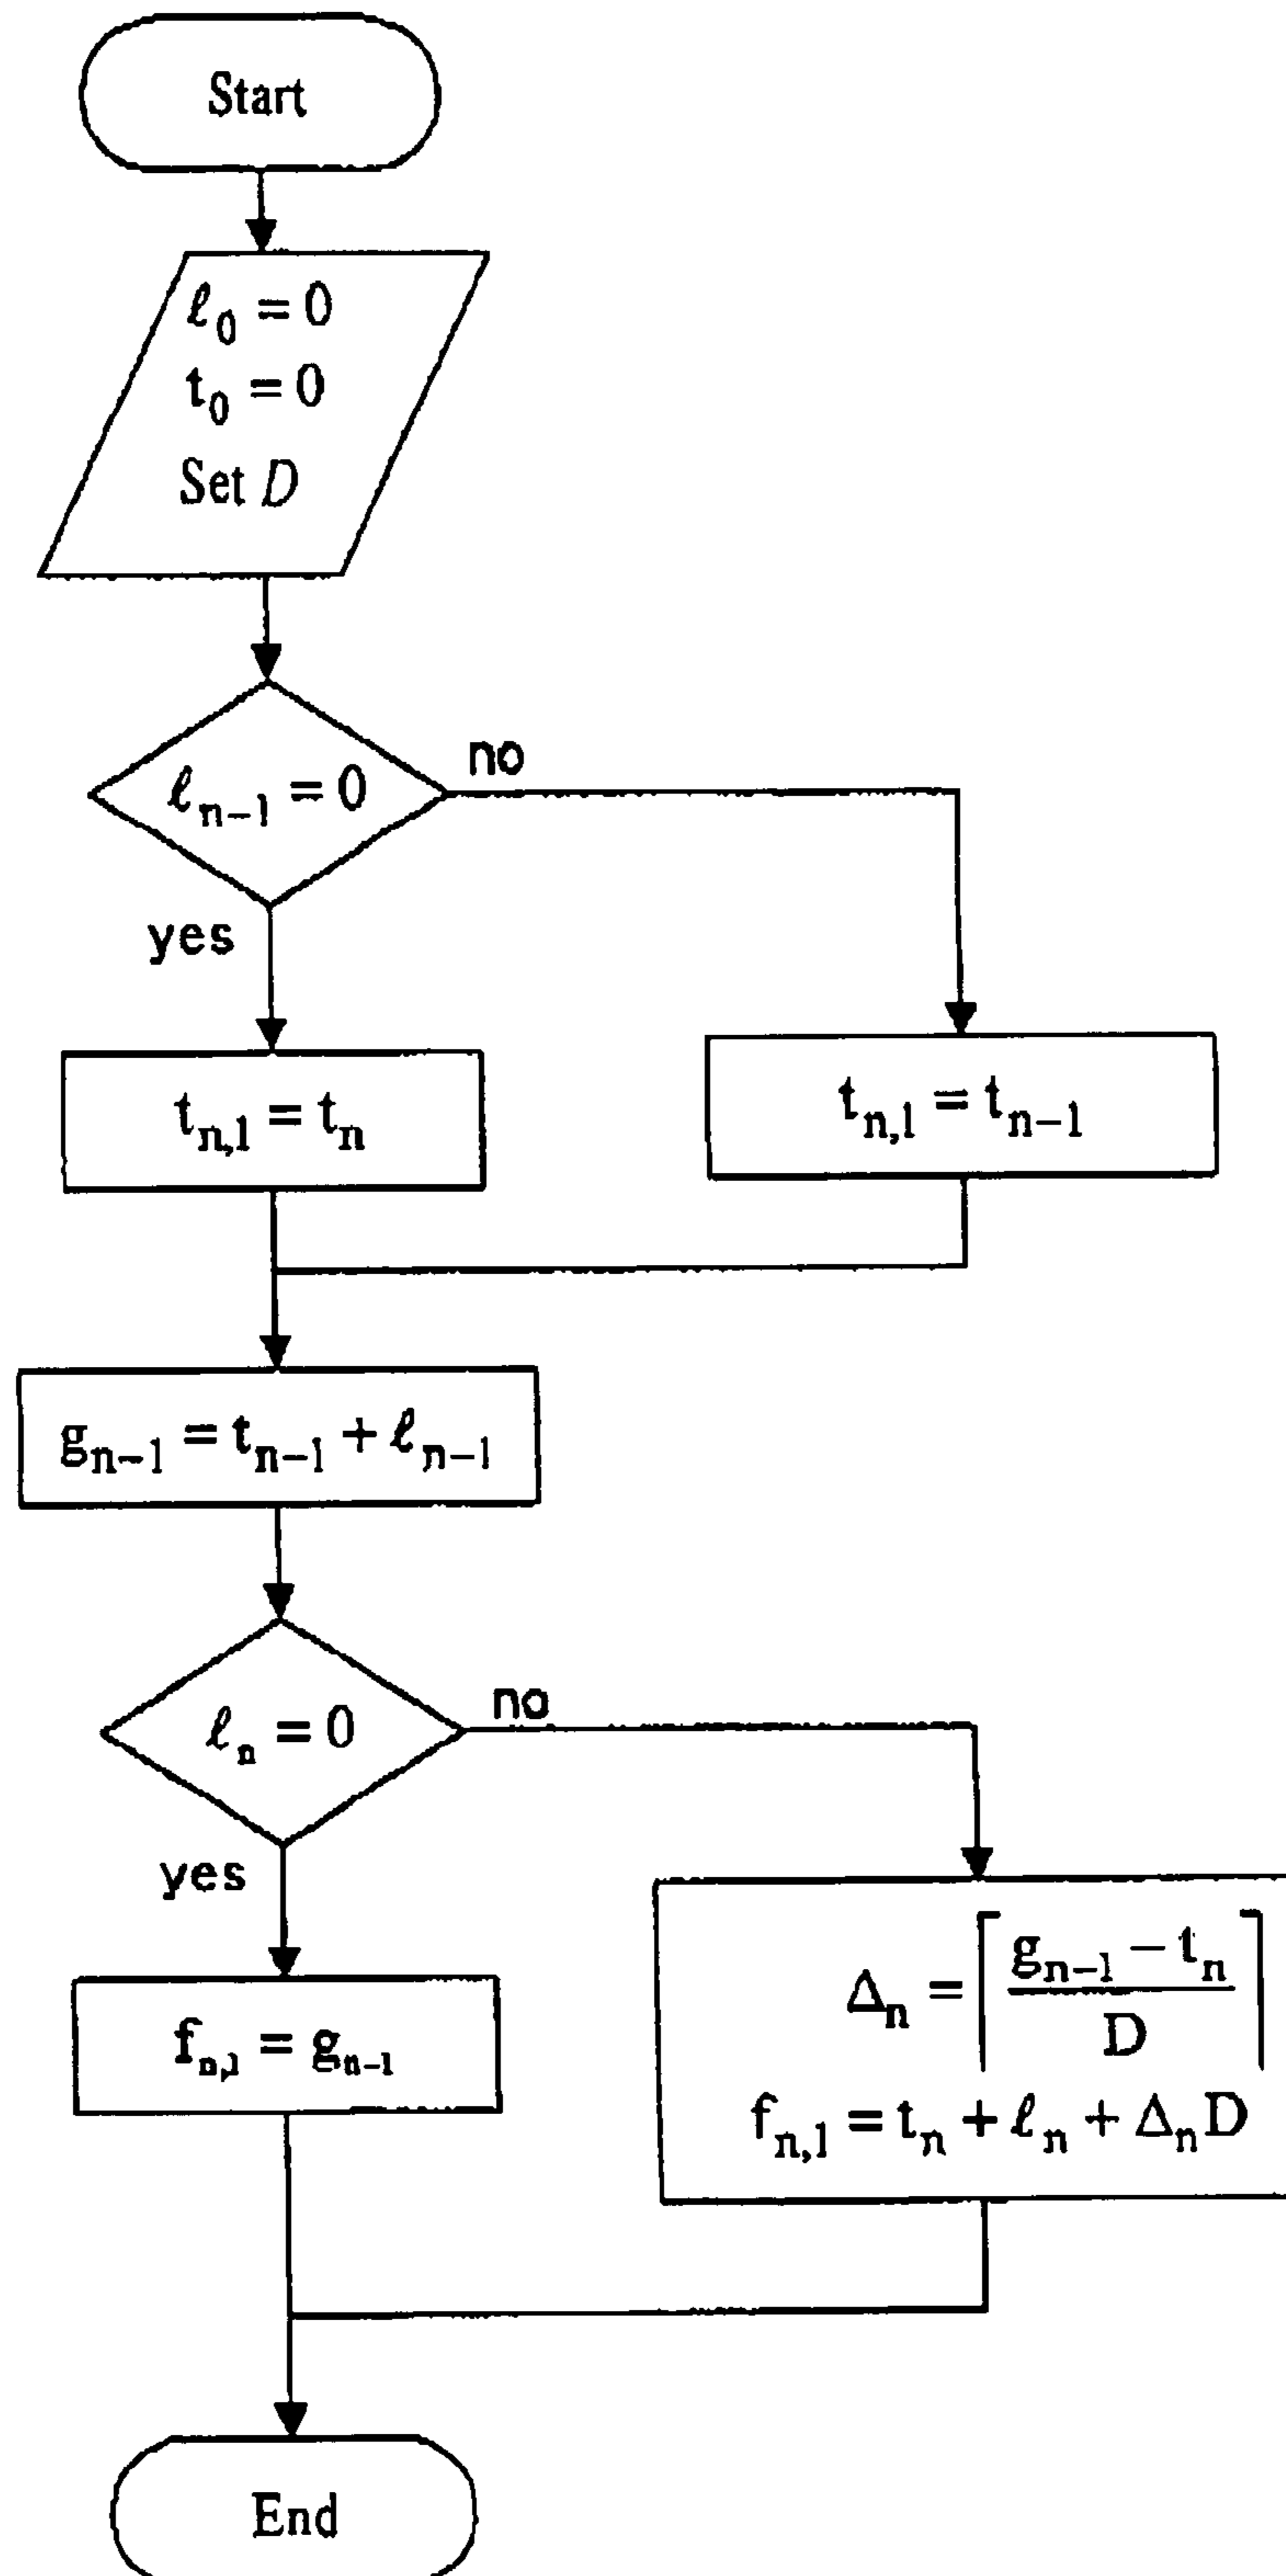 Start
ℓ₀ = 0
t₀ = 0
Set D
ℓₙ₋₁ = 0
no
yes
tₙ,₁ = tₙ
tₙ,₁ = tₙ₋₁
gₙ₋₁ = tₙ₋₁ + ℓₙ₋₁
ℓₙ = 0
no
yes
fₙ,₁ = gₙ₋₁
Δₙ = ⌈(gₙ₋₁ − tₙ)/D⌉
fₙ,₁ = tₙ + ℓₙ + ΔₙD
End